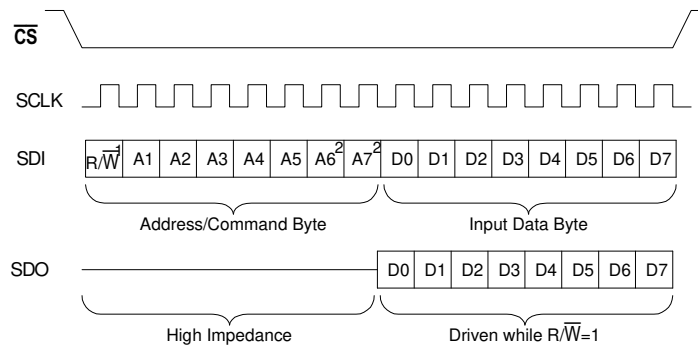 CS
SCLK
SDI R/W1 A1 A2 A3 A4 A5 A62 A72 D0 D1 D2 D3 D4 D5 D6 D7
Address/Command Byte Input Data Byte
SDO D0 D1 D2 D3 D4 D5 D6 D7
High Impedance Driven while R/W=1